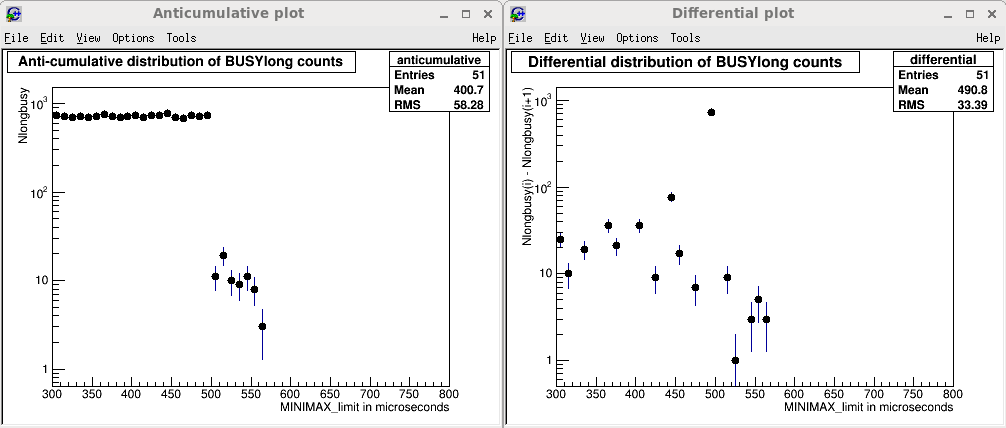 Anticumulative plot
File Edit View Options Tools Help
Anti-cumulative distribution of BUSYlong counts
anticumulative
Entries 51
Mean 400.7
RMS 58.28
Nlongbusy
10^3
10^2
10
1
300 350 400 450 500 550 600 650 700 750 800
MINIMAX_limit in microseconds
Differential plot
File Edit View Options Tools Help
Differential distribution of BUSYlong counts
differential
Entries 51
Mean 490.8
RMS 33.39
Nlongbusy(i) - Nlongbusy(i+1)
10^3
10^2
10
1
300 350 400 450 500 550 600 650 700 750 800
MINIMAX_limit in microseconds